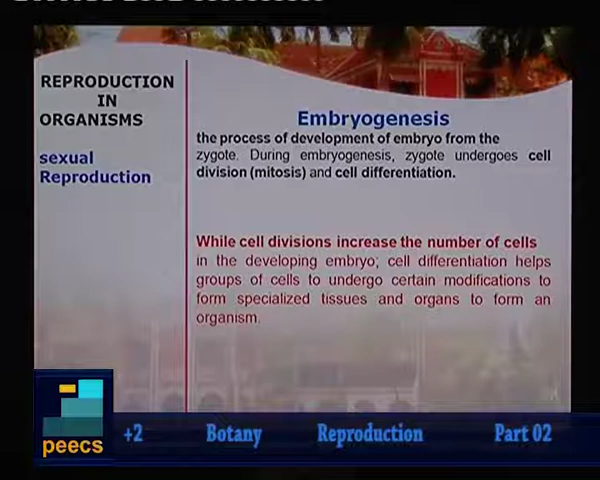 REPRODUCTION
IN
ORGANISMS
sexual
Reproduction
Embryogenesis
the process of development of embryo from the
zygote. During embryogenesis, zygote undergoes cell
division (mitosis) and cell differentiation.
While cell divisions increase the number of cells
in the developing embryo; cell differentiation helps
groups of cells to undergo certain modifications to
form specialized tissues and organs to form an
organism.
peecs
+2 Botany Reproduction Part 02